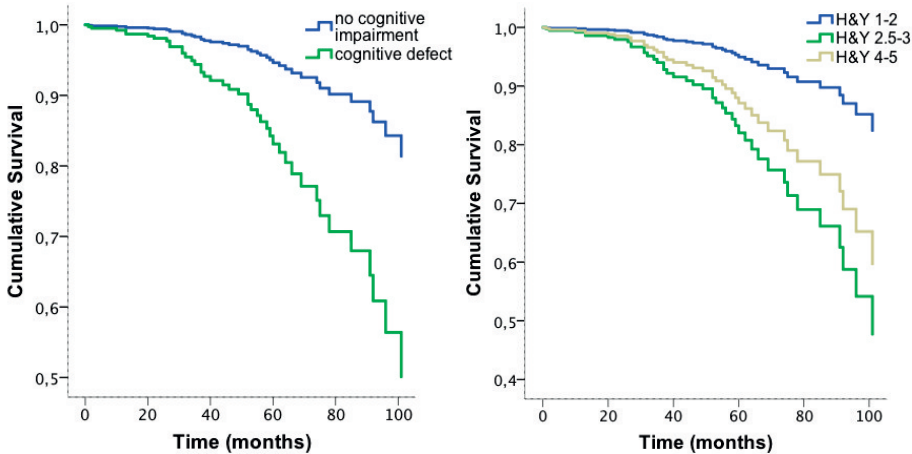 no cognitive
impairment
cognitive defect
1,0
0,9
0,8
0,7
0,6
0,5
Cumulative Survival
0
20
40
60
80
100
Time (months)
H&Y 1-2
H&Y 2.5-3
H&Y 4-5
1,0
0,9
0,8
0,7
0,6
0,5
0,4
Cumulative Survival
0
20
40
60
80
100
Time (months)